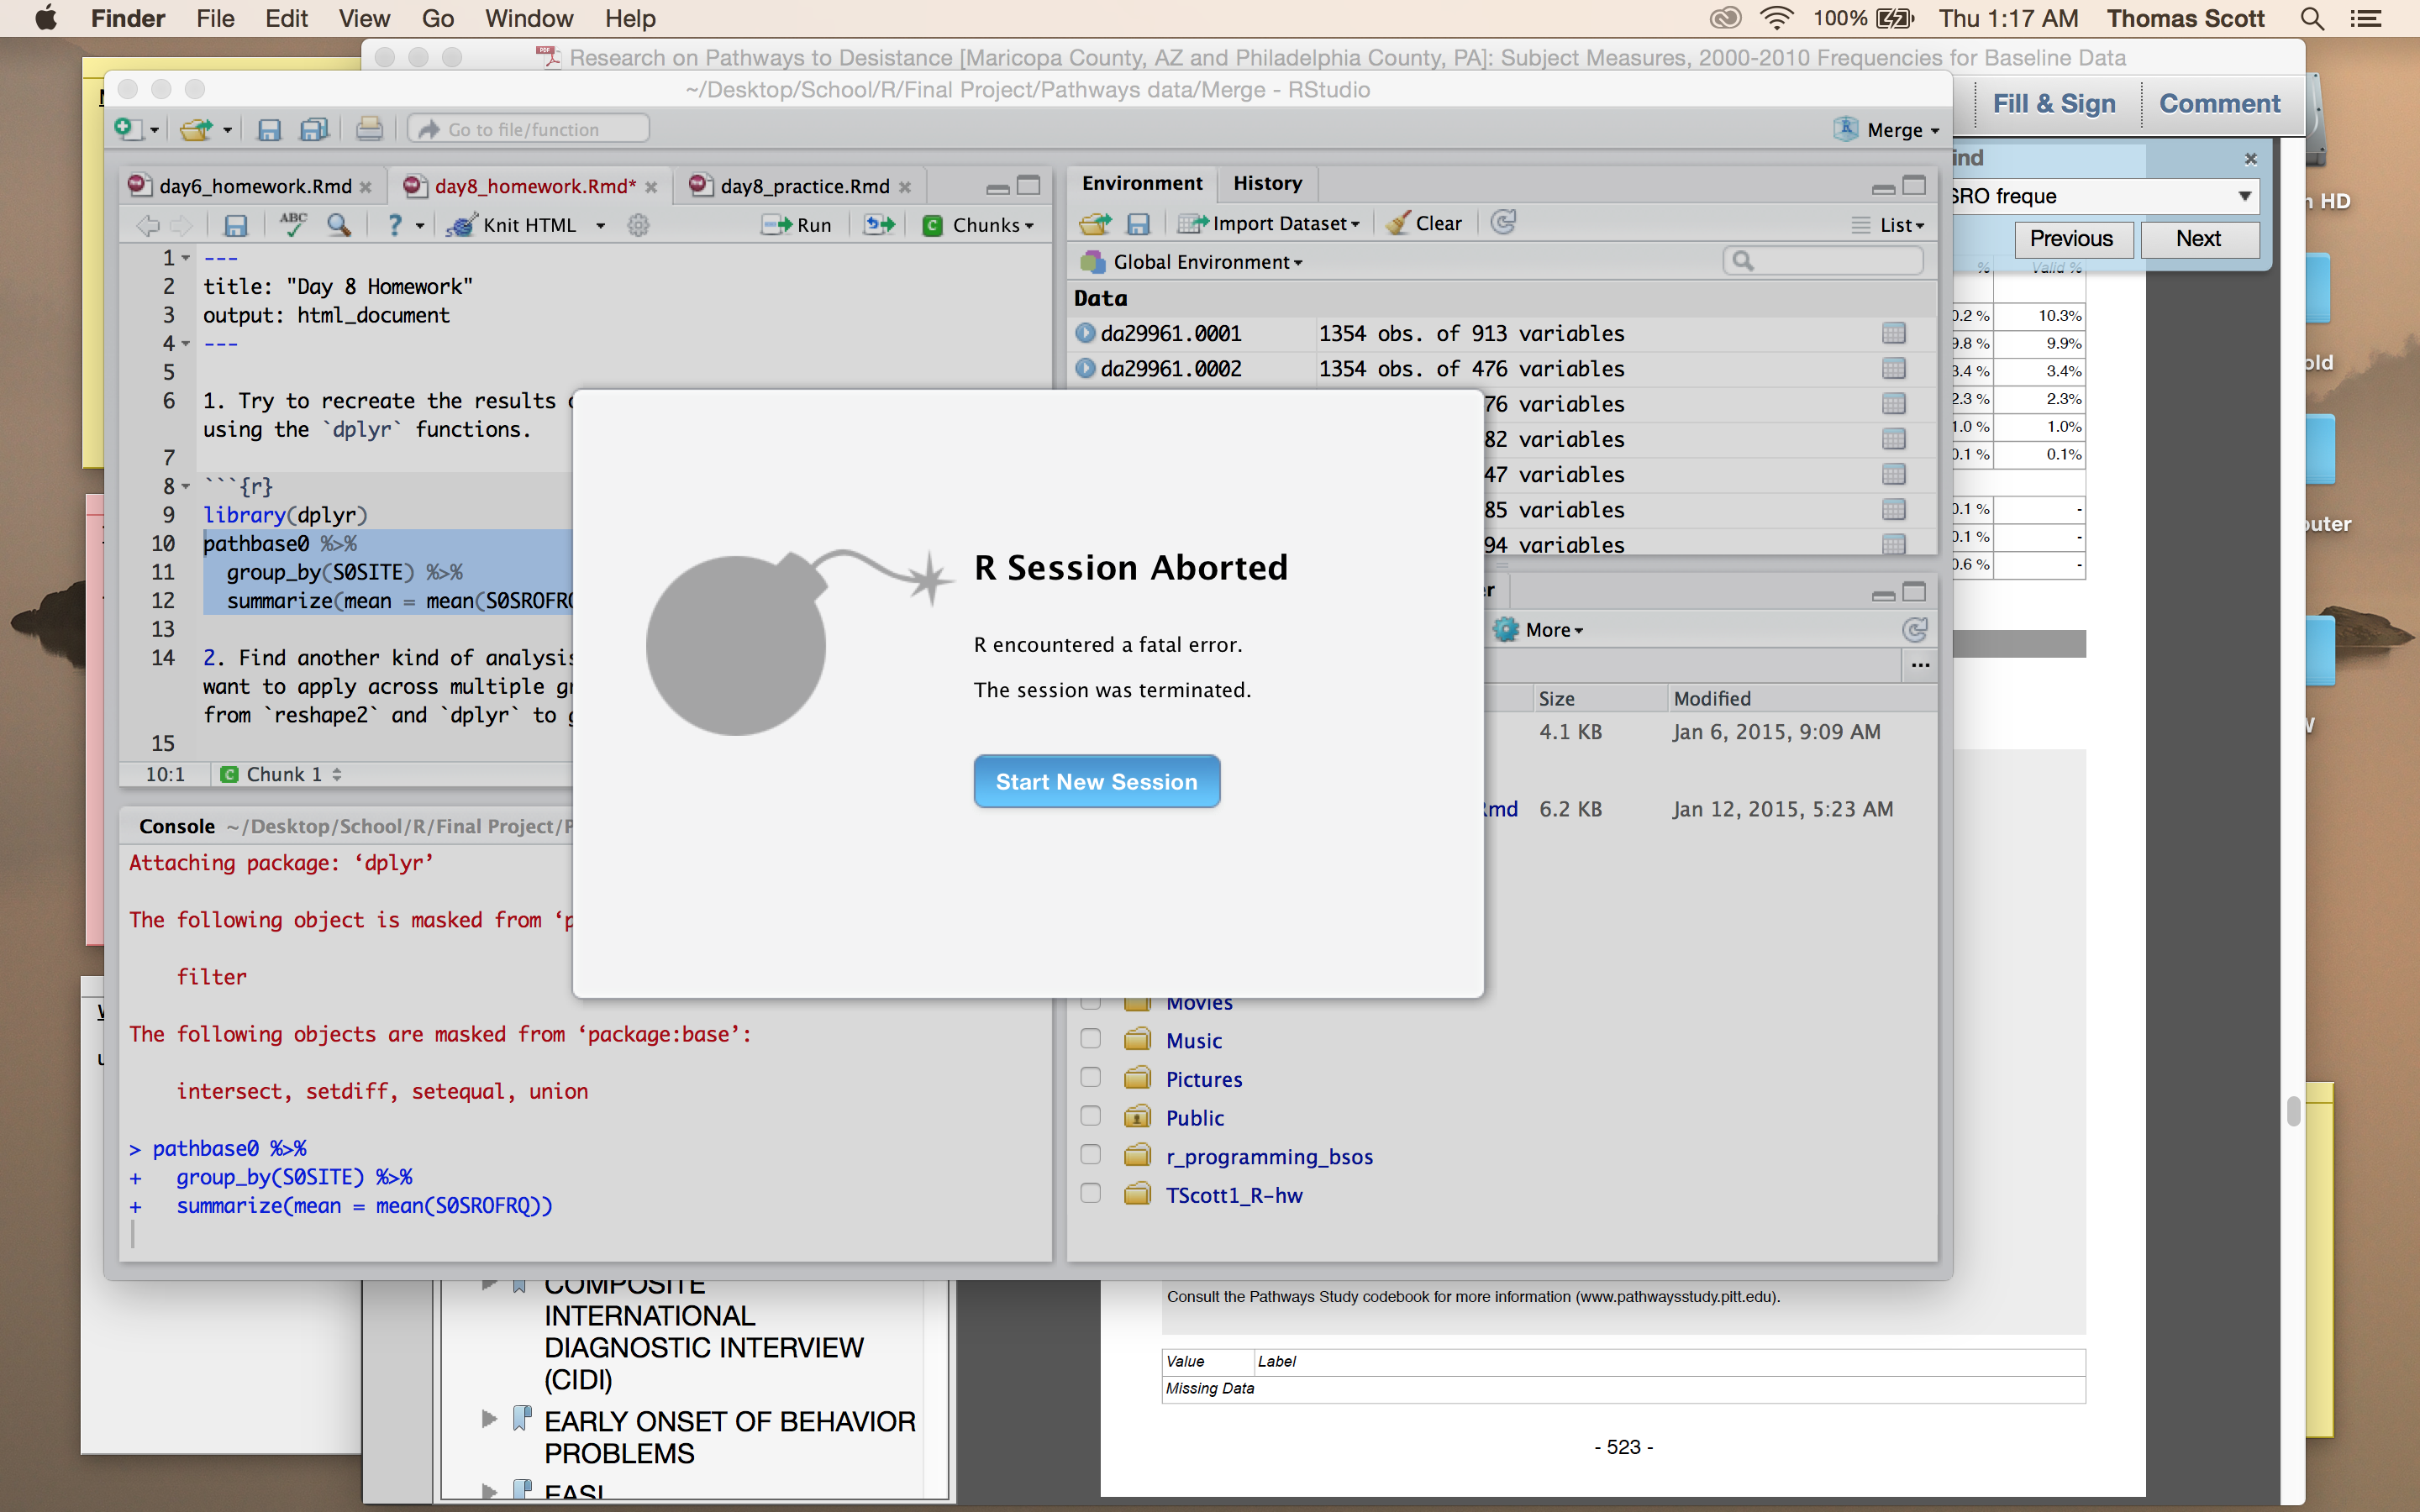 Finder File Edit View Go Window Help
100% Thu 1:17 AM Thomas Scott
Research on Pathways to Desistance [Maricopa County, AZ and Philadelphia County, PA]: Subject Measures, 2000-2010 Frequencies for Baseline Data
~/Desktop/School/R/Final Project/Pathways data/Merge - RStudio
Fill & Sign Comment
Go to file/function
Merge
day6_homework.Rmd
day8_homework.Rmd*
day8_practice.Rmd
ABC
?
Knit HTML
Run
Chunks
1 ---
2 title: "Day 8 Homework"
3 output: html_document
4 ---
5
6 1. Try to recreate the results
using the `dplyr` functions.
7
8 ```{r}
9 library(dplyr)
10 pathbase0 %>%
11 group_by(S0SITE) %>%
12 summarize(mean = mean(S0SROFRQ
13
14 2. Find another kind of analysis
want to apply across multiple
from `reshape2` and `dplyr` to
15
10:1 Chunk 1
Console ~/Desktop/School/R/Final Project/
Attaching package: ‘dplyr’
The following object is masked from ‘p
filter
The following objects are masked from ‘package:base’:
intersect, setdiff, setequal, union
> pathbase0 %>%
+ group_by(S0SITE) %>%
+ summarize(mean = mean(S0SROFRQ))
Environment History
Import Dataset Clear List
Global Environment
Data
da29961.0001 1354 obs. of 913 variables
da29961.0002 1354 obs. of 476 variables
76 variables
82 variables
47 variables
85 variables
94 variables
R Session Aborted
R encountered a fatal error.
The session was terminated.
Start New Session
More
...
Size Modified
4.1 KB Jan 6, 2015, 9:09 AM
md 6.2 KB Jan 12, 2015, 5:23 AM
Movies
Music
Pictures
Public
r_programming_bsos
TScott1_R-hw
ind
SRO freque
Previous Next
% Valid %
0.2 % 10.3%
9.8 % 9.9%
3.4 % 3.4%
2.3 % 2.3%
1.0 % 1.0%
0.1 % 0.1%
0.1 % -
0.1 % -
0.6 % -
HD
old
outer
COMPOSITE
INTERNATIONAL
DIAGNOSTIC INTERVIEW
(CIDI)
EARLY ONSET OF BEHAVIOR
PROBLEMS
EASI
Consult the Pathways Study codebook for more information (www.pathwaysstudy.pitt.edu).
Value Label
Missing Data
- 523 -